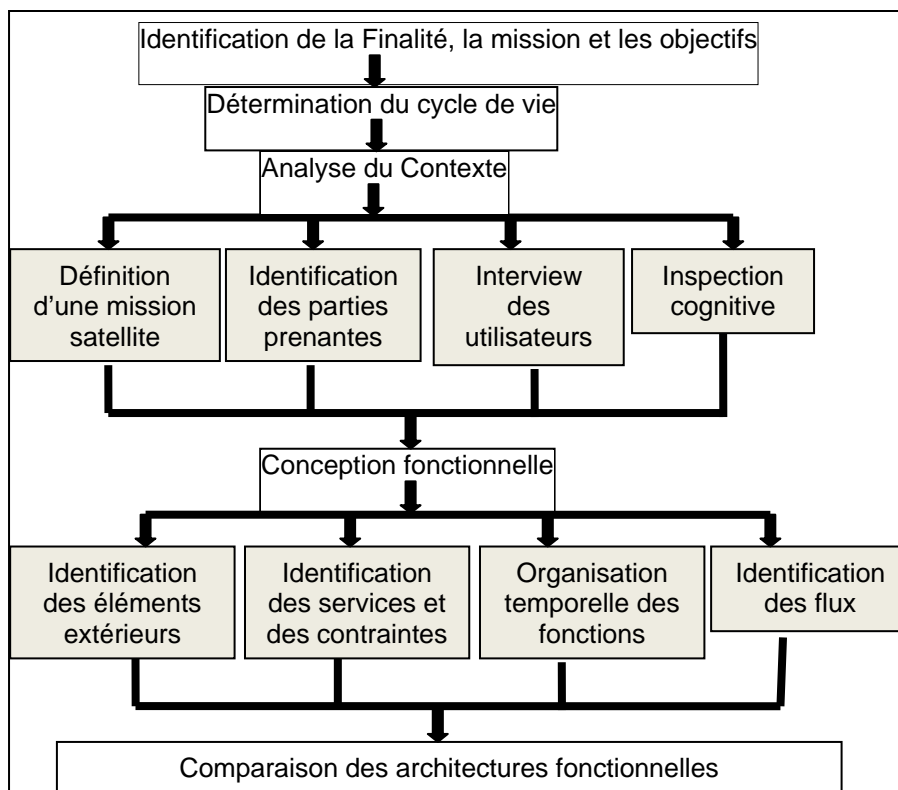 Identification de la Finalité, la mission et les objectifs
Détermination du cycle de vie
Analyse du Contexte
Définition
d’une mission
satellite
Identification
des parties
prenantes
Interview
des
utilisateurs
Inspection
cognitive
Conception fonctionnelle
Identification
des éléments
extérieurs
Identification
des services et
des contraintes
Organisation
temporelle des
fonctions
Identification
des flux
Comparaison des architectures fonctionnelles